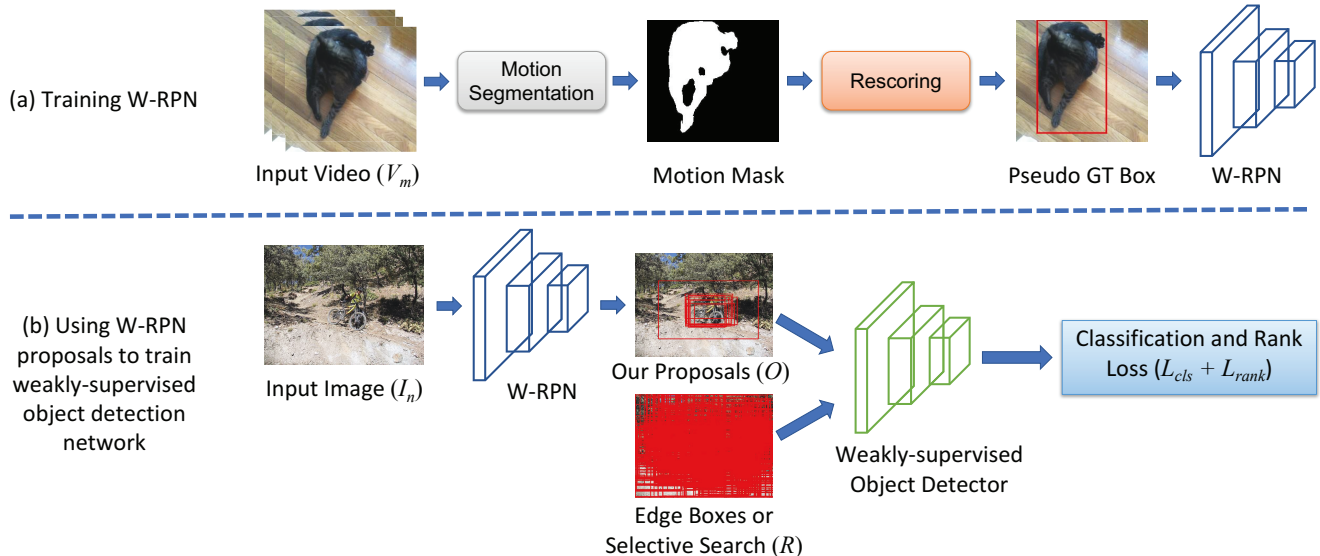 (a) Training W-RPN
Input Video (Vm)
Motion
Segmentation
Motion Mask
Rescoring
Pseudo GT Box
W-RPN
(b) Using W-RPN
proposals to train
weakly-supervised
object detection
network
Input Image (In)
W-RPN
Our Proposals (O)
Edge Boxes or
Selective Search (R)
Weakly-supervised
Object Detector
Classification and Rank
Loss (Lcls + Lrank)